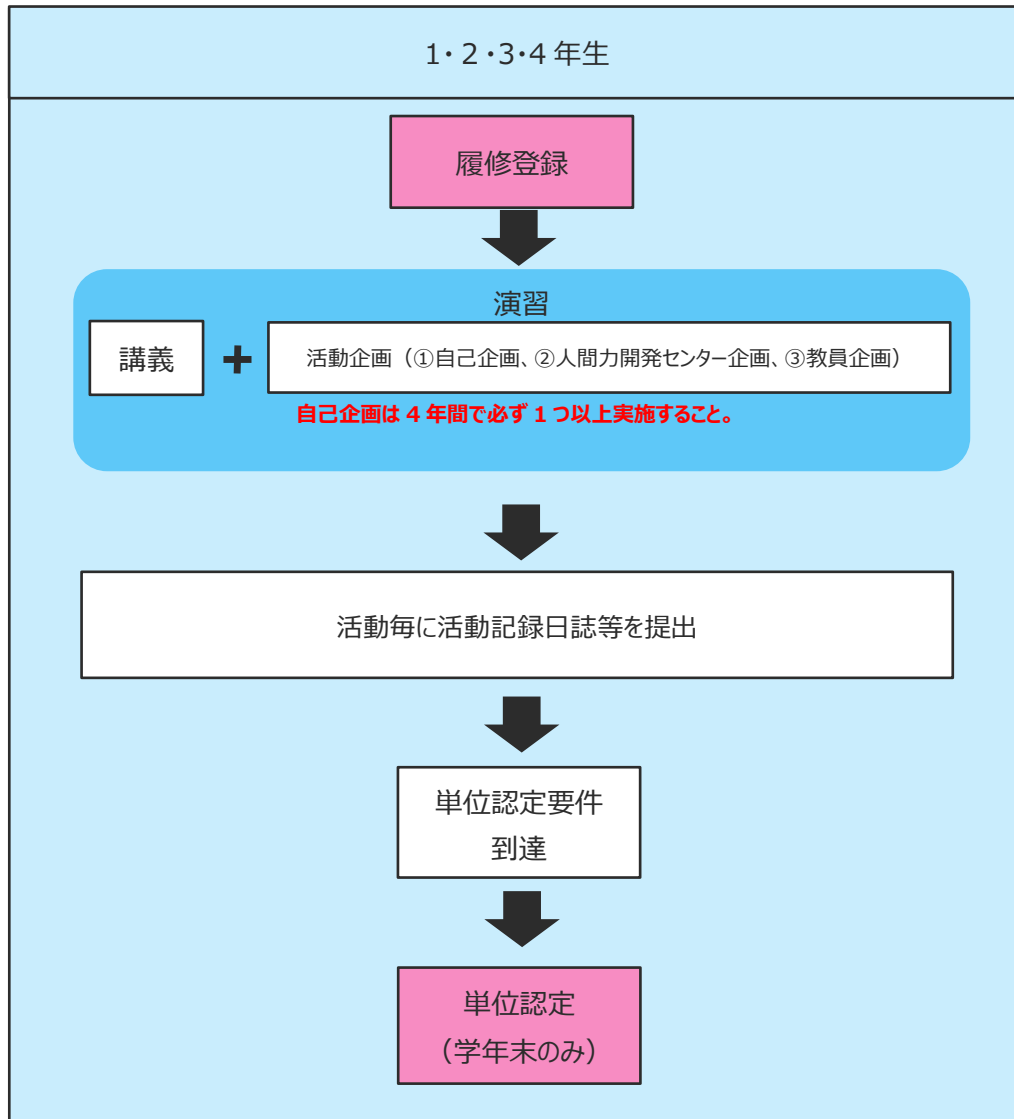 1・２・3・4 年生
履修登録
演習
講義
活動企画（①自己企画、②人間力開発センター企画、③教員企画）
自己企画は 4 年間で必ず 1 つ以上実施すること。
活動毎に活動記録日誌等を提出
単位認定要件
到達
単位認定
（学年末のみ）